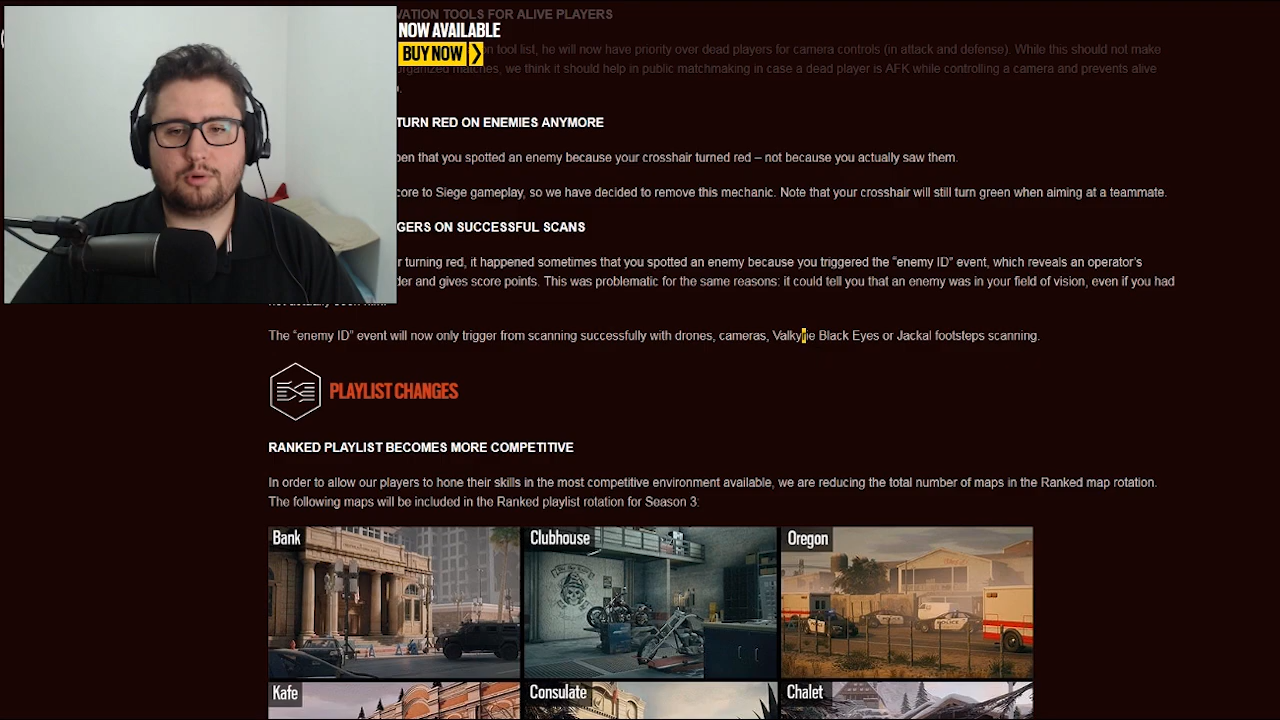 VATION TOOLS FOR ALIVE PLAYERS
NOW AVAILABLE
BUY NOW
on tool list, he will now have priority over dead players for camera controls (in attack and defense). While this should not make
organized matches, we think it should help in public matchmaking in case a dead player is AFK while controlling a camera and prevents alive
TURN RED ON ENEMIES ANYMORE
pen that you spotted an enemy because your crosshair turned red – not because you actually saw them.
core to Siege gameplay, so we have decided to remove this mechanic. Note that your crosshair will still turn green when aiming at a teammate.
GERS ON SUCCESSFUL SCANS
r turning red, it happened sometimes that you spotted an enemy because you triggered the “enemy ID” event, which reveals an operator’s
der and gives score points. This was problematic for the same reasons: it could tell you that an enemy was in your field of vision, even if you had
not actually seen him.
The “enemy ID” event will now only trigger from scanning successfully with drones, cameras, Valkyrie Black Eyes or Jackal footsteps scanning.
PLAYLIST CHANGES
RANKED PLAYLIST BECOMES MORE COMPETITIVE
In order to allow our players to hone their skills in the most competitive environment available, we are reducing the total number of maps in the Ranked map rotation.
The following maps will be included in the Ranked playlist rotation for Season 3:
Bank
Clubhouse
Oregon
POLICE
Kafe
Consulate
Chalet